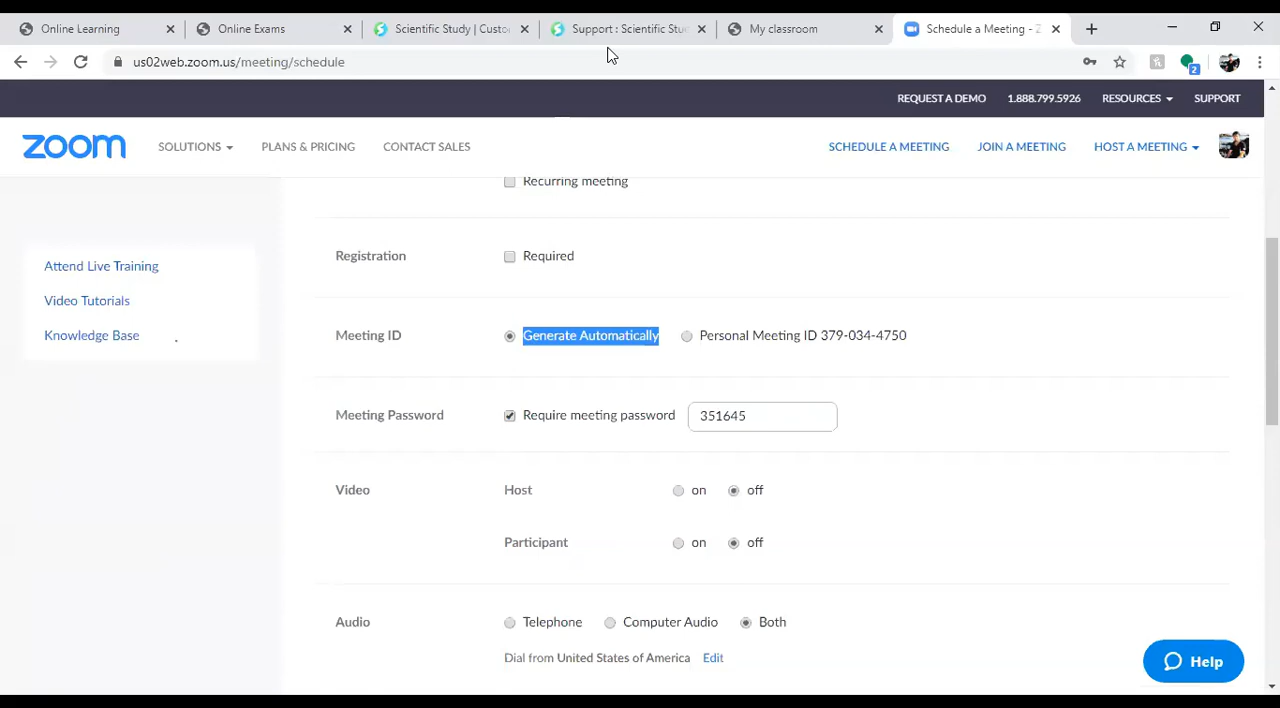 Online Learning
Online Exams
Scientific Study | Custo
Support : Scientific Stu
My classroom
Schedule a Meeting - Z
us02web.zoom.us/meeting/schedule
2
REQUEST A DEMO 1.888.799.5926 RESOURCES SUPPORT
zoom SOLUTIONS PLANS & PRICING CONTACT SALES SCHEDULE A MEETING JOIN A MEETING HOST A MEETING
Attend Live Training
Video Tutorials
Knowledge Base
Recurring meeting
Registration Required
Meeting ID Generate Automatically Personal Meeting ID 379-034-4750
Meeting Password Require meeting password 351645
Video Host on off
Participant on off
Audio Telephone Computer Audio Both
Dial from United States of America Edit
Help